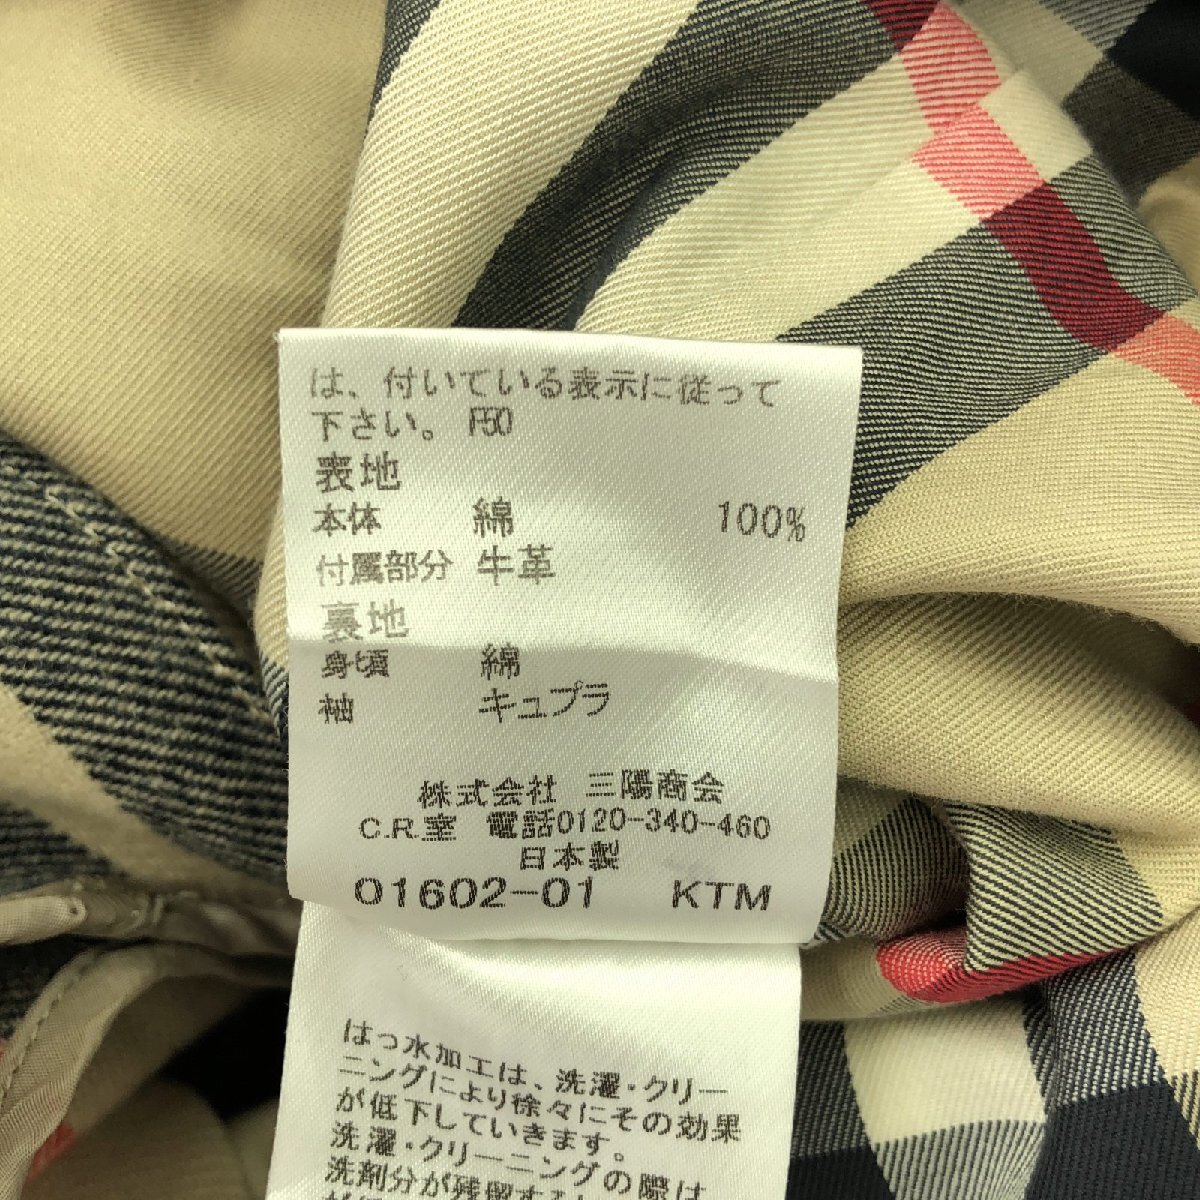 は、付いている表示に従って
下さい。 F50
表地
本体 綿 100%
付属部分 牛革
裏地
身頃 綿
袖 キュプラ
株式会社 三陽商会
C.R.室 電話0120-340-460
日本製
01602-01 KTM
はっ水加工は、洗濯・クリー
ニングにより徐々にその効果
が低下していきます。
洗濯・クリーニングの際は
洗剤分が残留する